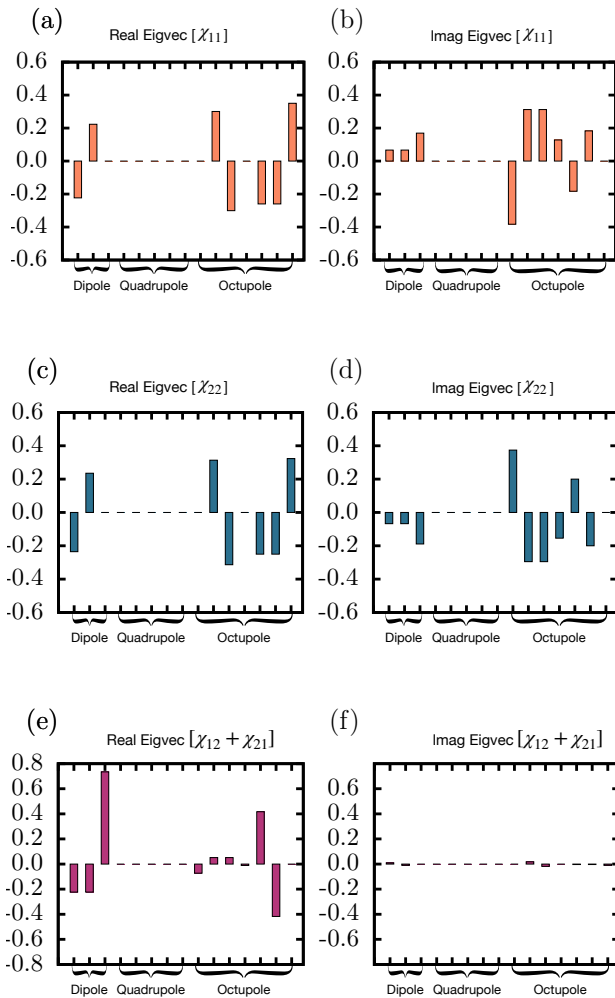 (a)
Real Eigvec [χ11]
0.6
0.4
0.2
0.0
-0.2
-0.4
-0.6
Dipole Quadrupole Octupole
(b)
Imag Eigvec [χ11]
0.6
0.4
0.2
0.0
-0.2
-0.4
-0.6
Dipole Quadrupole Octupole
(c)
Real Eigvec [χ22]
0.6
0.4
0.2
0.0
-0.2
-0.4
-0.6
Dipole Quadrupole Octupole
(d)
Imag Eigvec [χ22]
0.6
0.4
0.2
0.0
-0.2
-0.4
-0.6
Dipole Quadrupole Octupole
(e)
Real Eigvec [χ12 + χ21]
0.8
0.6
0.4
0.2
0.0
-0.2
-0.4
-0.6
-0.8
Dipole Quadrupole Octupole
(f)
Imag Eigvec [χ12 + χ21]
0.8
0.6
0.4
0.2
0.0
-0.2
-0.4
-0.6
-0.8
Dipole Quadrupole Octupole